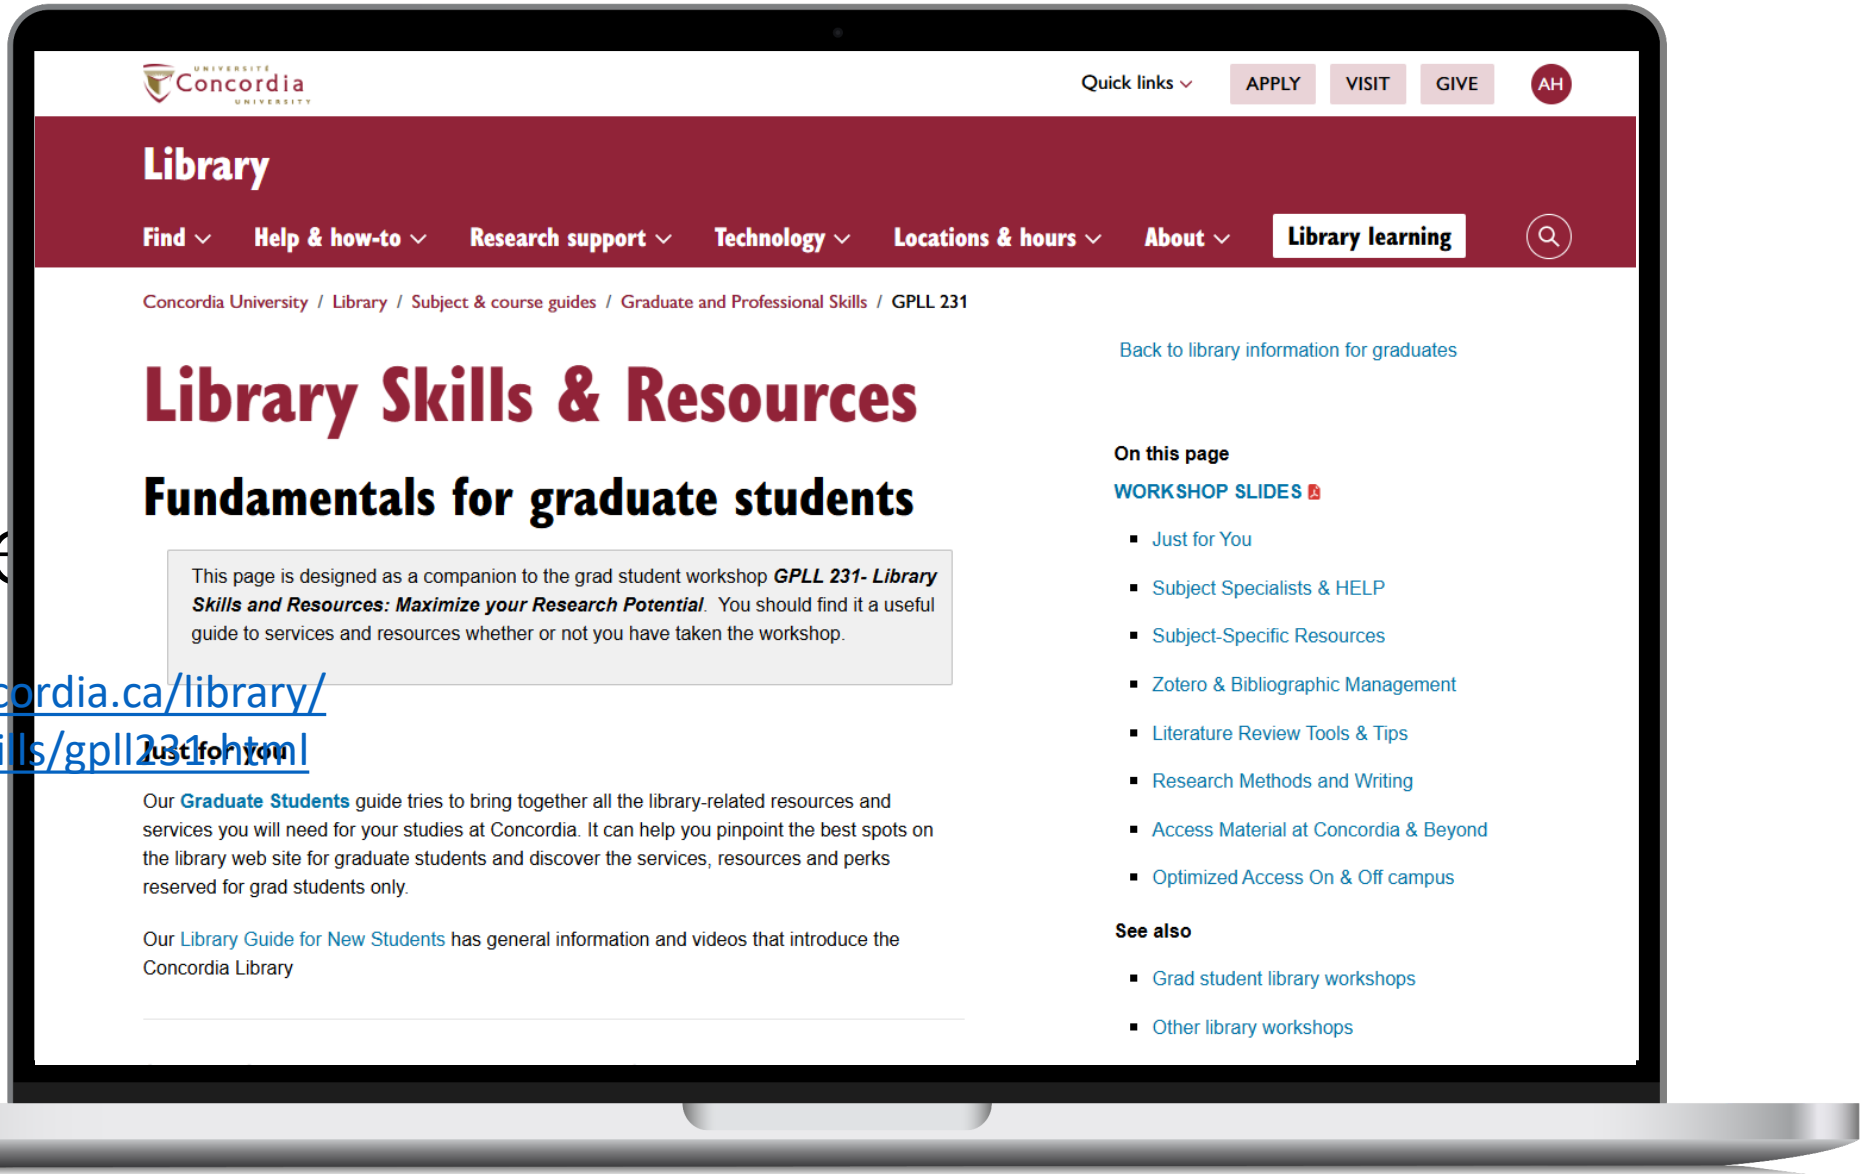 UNIVERSITÉ
Concordia
UNIVERSITY
Quick links
APPLY
VISIT
GIVE
AH
Library
Find
Help & how-to
Research support
Technology
Locations & hours
About
Library learning
Concordia University / Library / Subject & course guides / Graduate and Professional Skills / GPLL 231
Library Skills & Resources
Fundamentals for graduate students
This page is designed as a companion to the grad student workshop GPLL 231- Library
Skills and Resources: Maximize your Research Potential. You should find it a useful
guide to services and resources whether or not you have taken the workshop.
cordia.ca/library/
ills/gpll231.html
Just for you
Our Graduate Students guide tries to bring together all the library-related resources and
services you will need for your studies at Concordia. It can help you pinpoint the best spots on
the library web site for graduate students and discover the services, resources and perks
reserved for grad students only.
Our Library Guide for New Students has general information and videos that introduce the
Concordia Library
Back to library information for graduates
On this page
WORKSHOP SLIDES
Just for You
Subject Specialists & HELP
Subject-Specific Resources
Zotero & Bibliographic Management
Literature Review Tools & Tips
Research Methods and Writing
Access Material at Concordia & Beyond
Optimized Access On & Off campus
See also
Grad student library workshops
Other library workshops